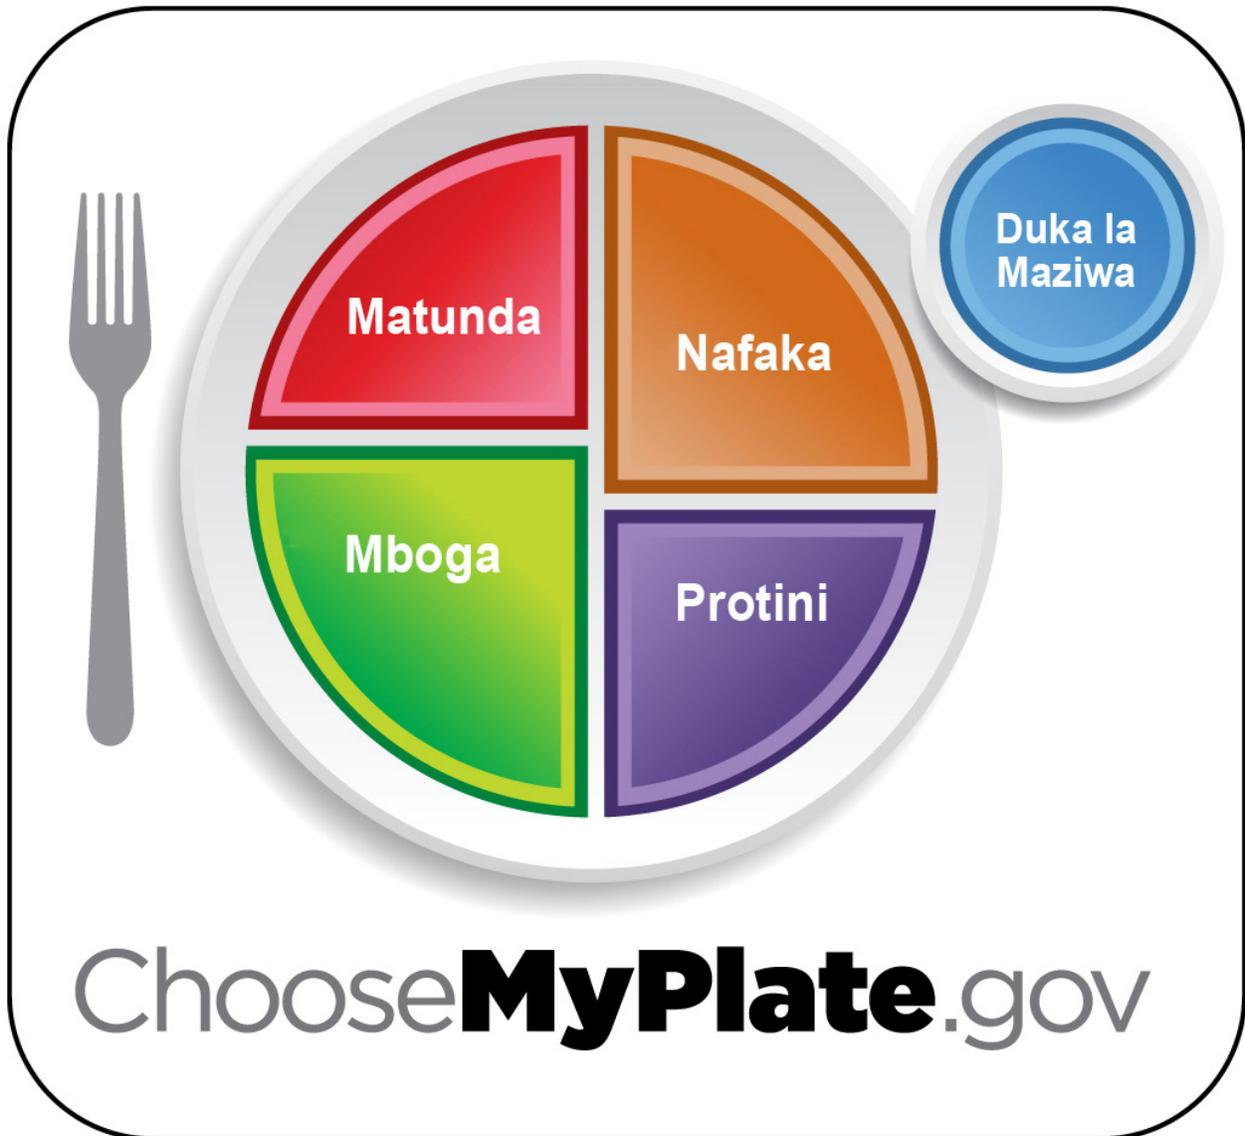 Matunda
Nafaka
Duka la
Maziwa
Mboga
Protini
ChooseMyPlate.gov